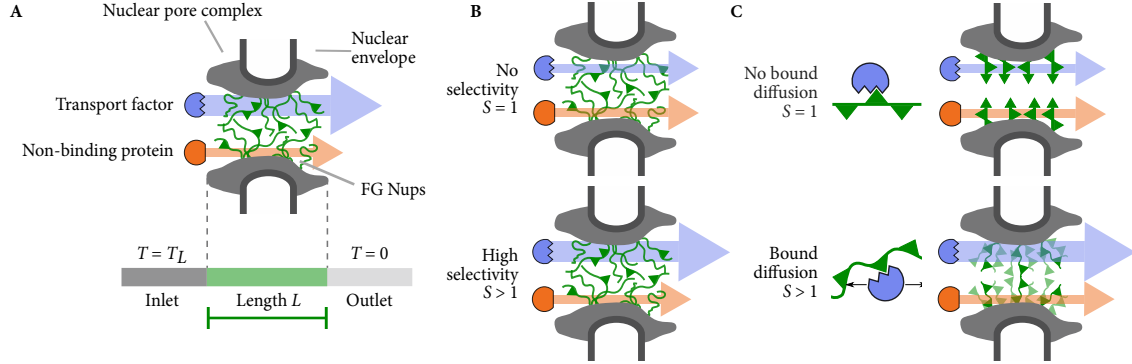 A
Nuclear pore complex
Nuclear
envelope
Transport factor
Non-binding protein
FG Nups
T = T_L
T = 0
Inlet
Length L
Outlet
B
No
selectivity
S = 1
High
selectivity
S > 1
C
No bound
diffusion
S = 1
Bound
diffusion
S > 1